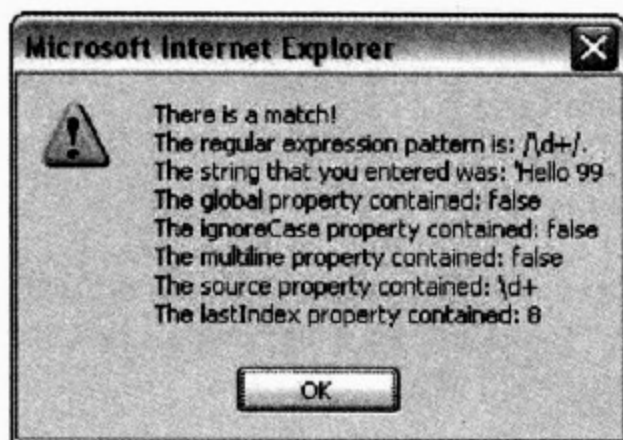 Microsoft Internet Explorer
There is a match!
The regular expression pattern is: /\d+/.
The string that you entered was: 'Hello 99
The global property contained: false
The ignoreCase property contained: false
The multiline property contained: false
The source property contained: \d+
The lastIndex property contained: 8
OK